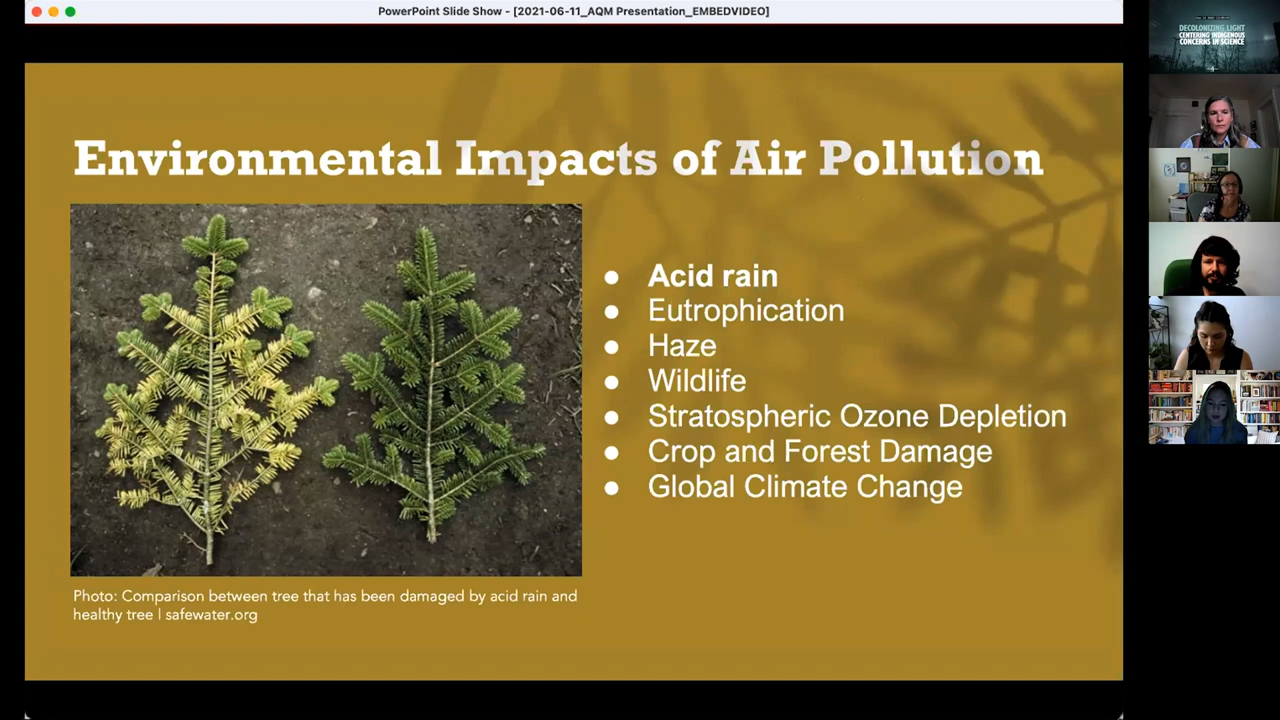 PowerPoint Slide Show - [2021-06-11_AQM Presentation_EMBEDVIDEO]
Environmental Impacts of Air Pollution
● Acid rain
● Eutrophication
● Haze
● Wildlife
● Stratospheric Ozone Depletion
● Crop and Forest Damage
● Global Climate Change
Photo: Comparison between tree that has been damaged by acid rain and
healthy tree | safewater.org
DECOLONIZING LIGHT
CENTERING INDIGENOUS
CONCERNS IN SCIENCE